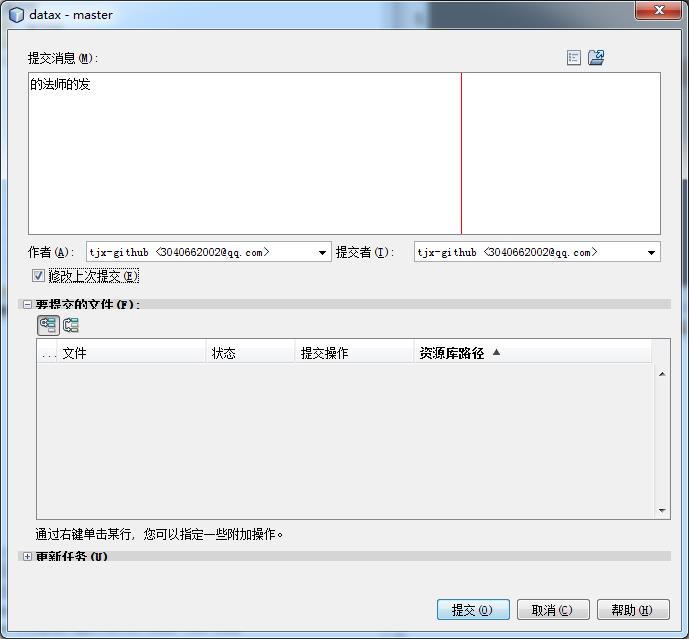 datax - master
提交消息(M):
的法师的发
作者(A): tjx-github <3040662002@qq.com> 提交者(I): tjx-github <3040662002@qq.com>
修改上次提交(E)
要提交的文件(F):
... 文件 状态 提交操作 资源库路径
通过右键单击某行，您可以指定一些附加操作。
更新任务(U)
提交(O) 取消(C) 帮助(H)